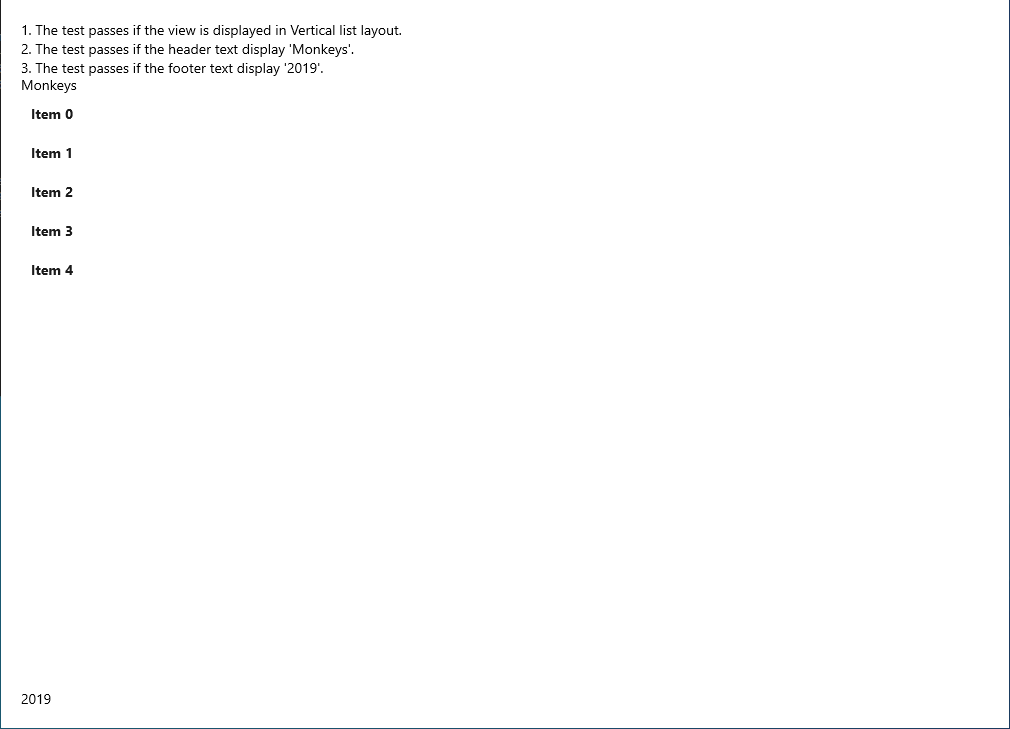 1. The test passes if the view is displayed in Vertical list layout.
2. The test passes if the header text display 'Monkeys'.
3. The test passes if the footer text display '2019'.
Monkeys
Item 0
Item 1
Item 2
Item 3
Item 4
2019